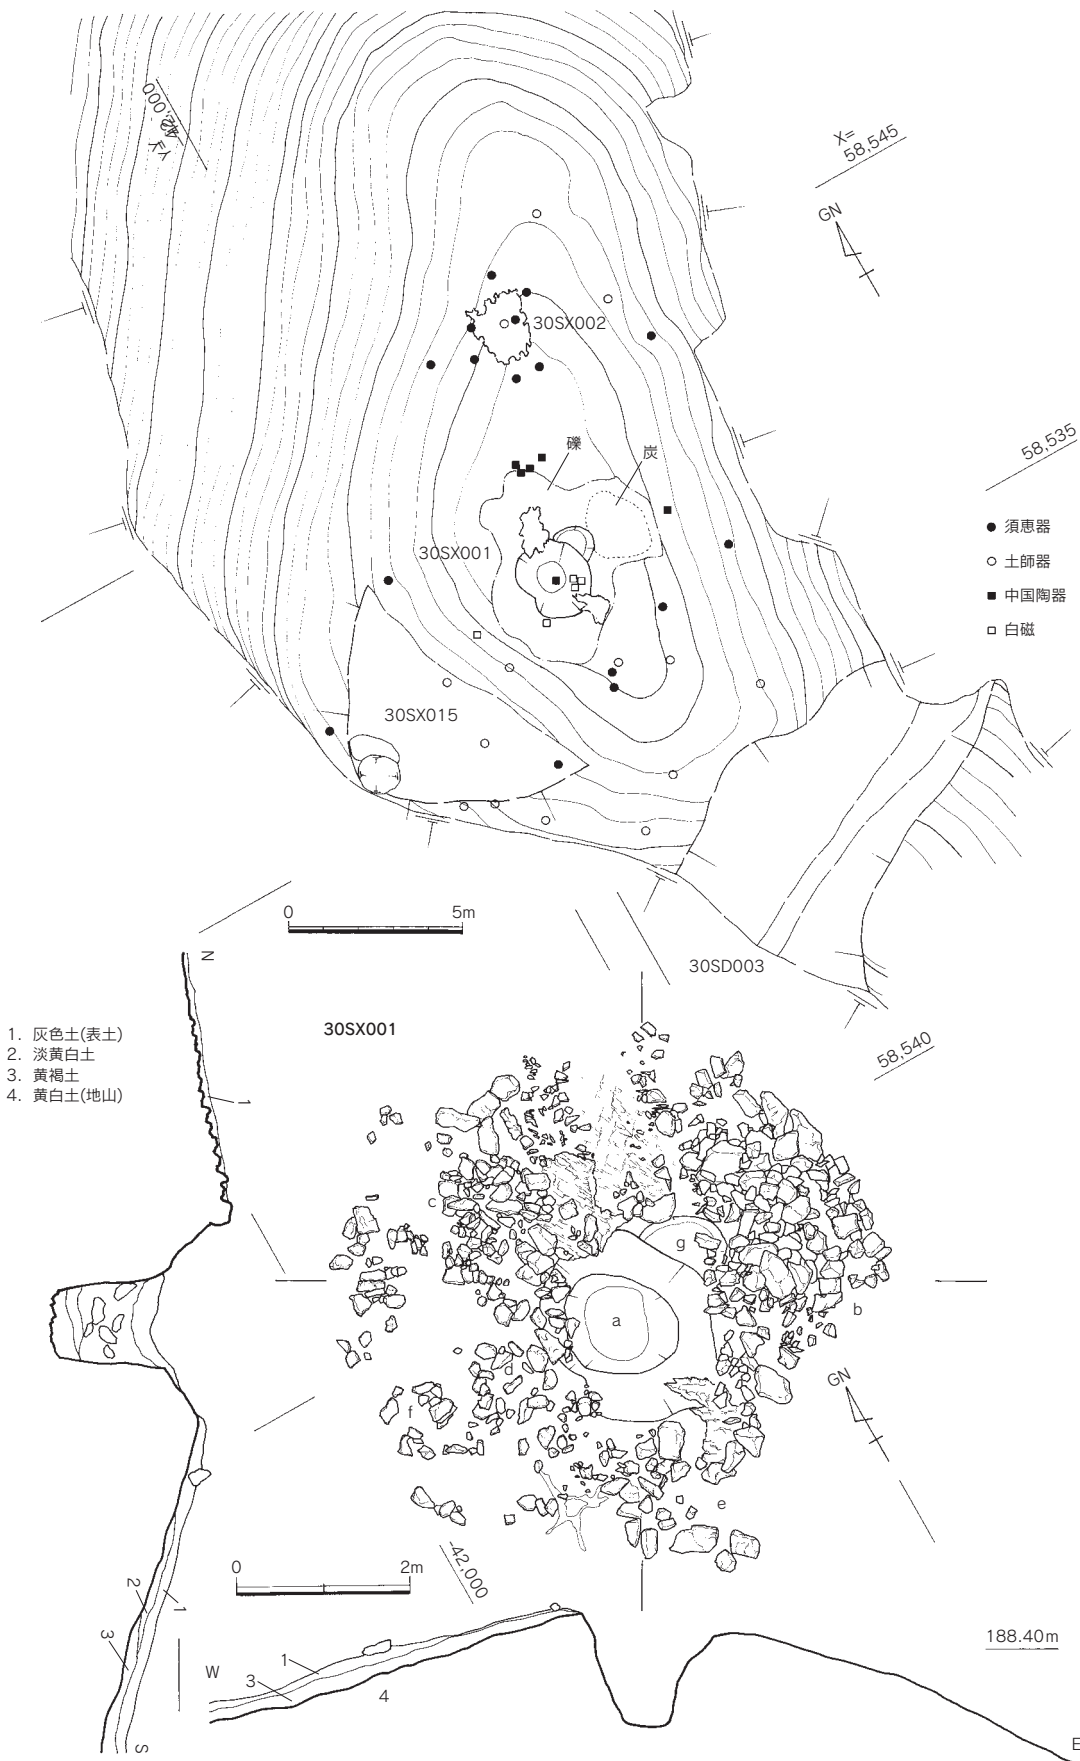 Y=
-42,000
X=
58,545
GN
30SX002
58,535
礫
炭
● 須恵器
30SX001
○ 土師器
■ 中国陶器
□ 白磁
30SX015
0
5m
30SD003
N
30SX001
1. 灰色土(表土)
2. 淡黄白土
3. 黄褐土
4. 黄白土(地山)
58,540
1
c
g
a
b
d
GN
f
e
0
2m
-42,000
2
1
3
188.40m
W
1
3
4
S
E